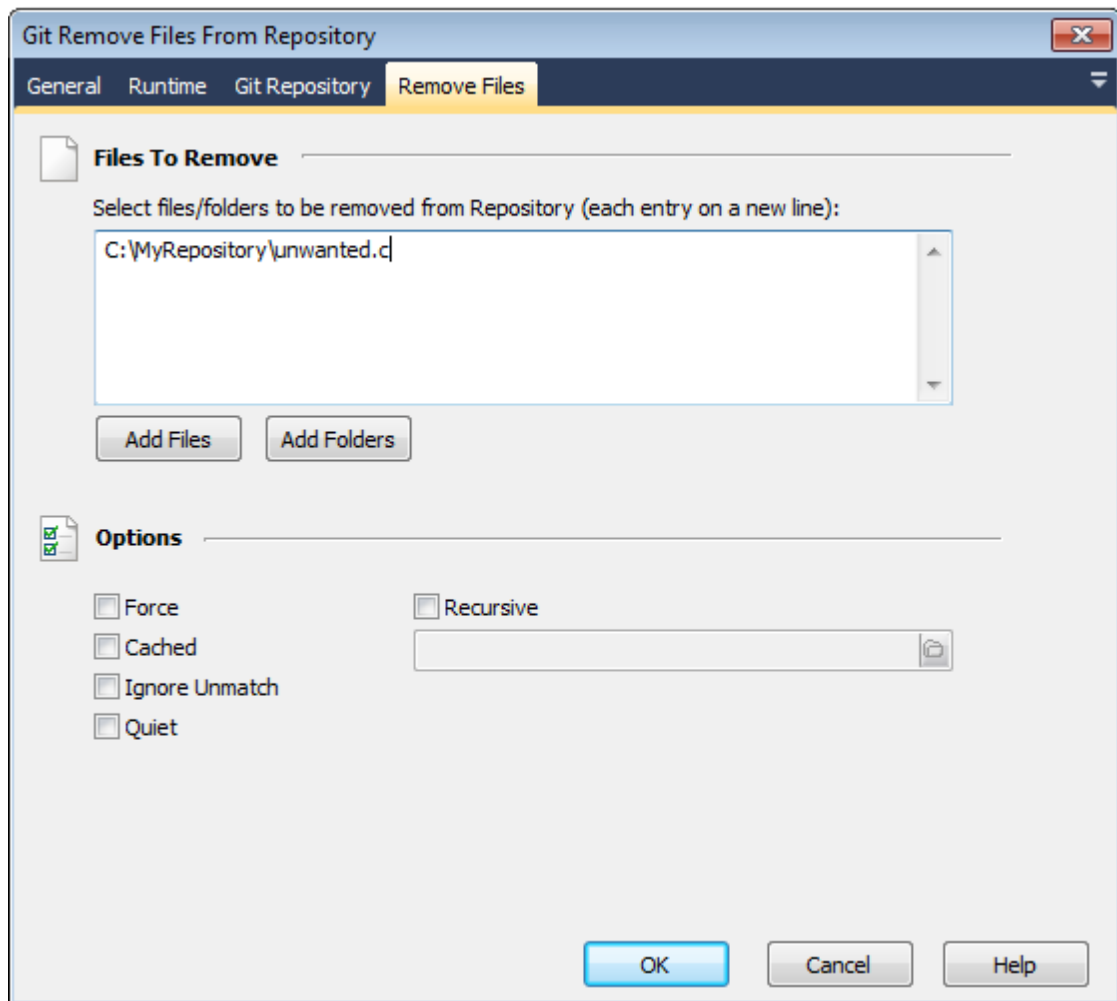 Git Remove Files From Repository
General Runtime Git Repository Remove Files
Files To Remove
Select files/folders to be removed from Repository (each entry on a new line):
C:\MyRepository\unwanted.c
Add Files Add Folders
Options
Force Recursive
Cached
Ignore Unmatch
Quiet
OK Cancel Help